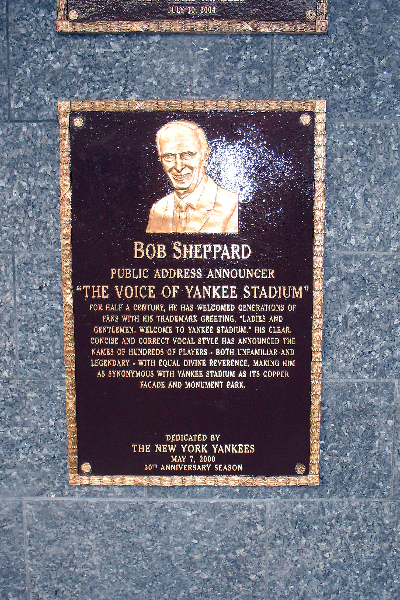 JULY 10, 2004
BOB SHEPPARD
PUBLIC ADDRESS ANNOUNCER
"THE VOICE OF YANKEE STADIUM"
FOR HALF A CENTURY, HE HAS WELCOMED GENERATIONS OF
FANS WITH HIS TRADEMARK GREETING, "LADIES AND
GENTLEMEN, WELCOME TO YANKEE STADIUM." HIS CLEAR,
CONCISE AND CORRECT VOCAL STYLE HAS ANNOUNCED THE
NAMES OF HUNDREDS OF PLAYERS - BOTH UNFAMILIAR AND
LEGENDARY - WITH EQUAL DIVINE REVERENCE, MAKING HIM
AS SYNONYMOUS WITH YANKEE STADIUM AS ITS COPPER
FACADE AND MONUMENT PARK.
DEDICATED BY
THE NEW YORK YANKEES
MAY 7, 2000
50TH ANNIVERSARY SEASON